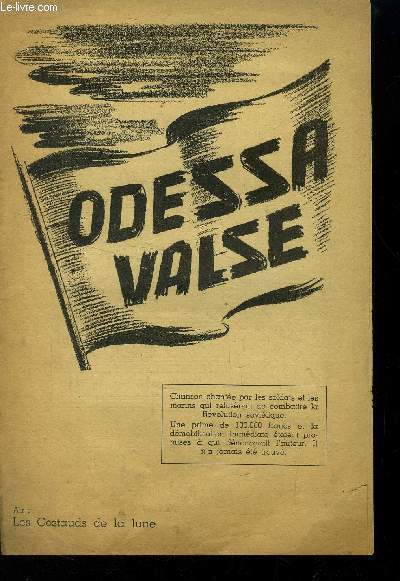 Le-livre.com
ODESSA
VALSE
Chanson chantée par les soldats et les
marins qui refusèrent de combattre la
Révolution soviétique.
Une prime de 100.000 francs et la
démobilisation immédiate étaient pro-
mises à qui dénoncerait l'auteur. Il
n'a jamais été trouvé.
Air :
Les Costauds de la lune